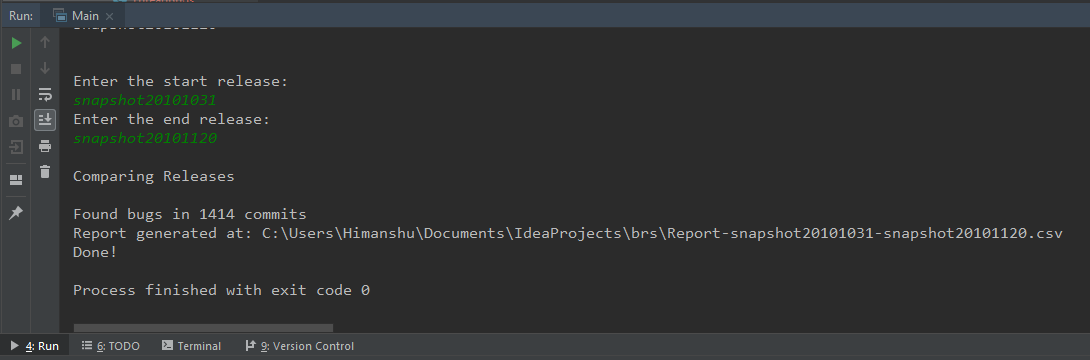 Run: Main
Enter the start release:
snapshot20101031
Enter the end release:
snapshot20101120
Comparing Releases
Found bugs in 1414 commits
Report generated at: C:\Users\Himanshu\Documents\IdeaProjects\brs\Report-snapshot20101031-snapshot20101120.csv
Done!
Process finished with exit code 0
4: Run 6: TODO Terminal 9: Version Control